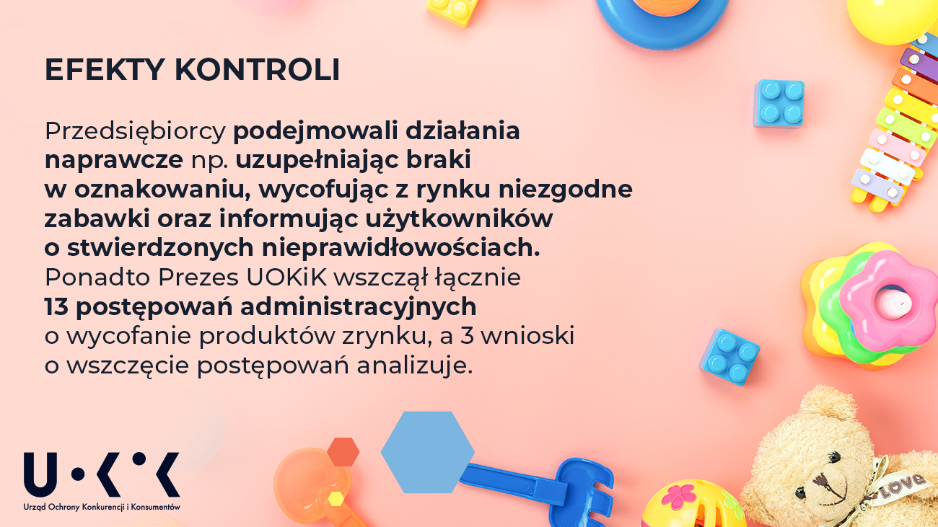 EFEKTY KONTROLI
Przedsiębiorcy podejmowali działania
naprawcze np. uzupełniając braki
w oznakowaniu, wycofując z rynku niezgodne
zabawki oraz informując użytkowników
o stwierdzonych nieprawidłowościach.
Ponadto Prezes UOKiK wszczął łącznie
13 postępowań administracyjnych
o wycofanie produktów zrynku, a 3 wnioski
o wszczęcie postępowań analizuje.
LOVE
UOKiK
Urząd Ochrony Konkurencji i Konsumentów